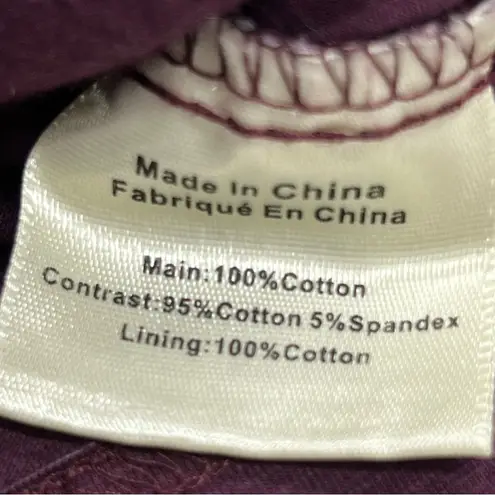 Made In China
Fabriqué En China
Main:100%Cotton
Contrast:95%Cotton 5%Spandex
Lining:100%Cotton